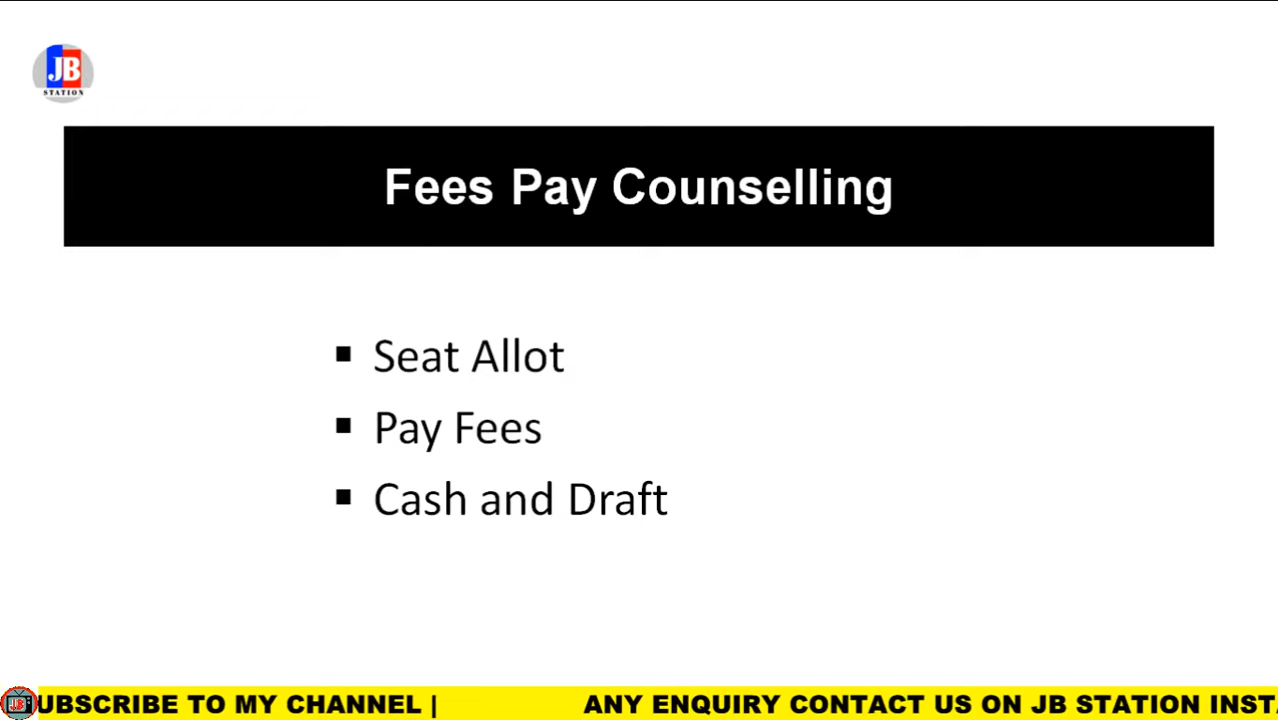 JB
STATION
Fees Pay Counselling
▪ Seat Allot
▪ Pay Fees
▪ Cash and Draft
UBSCRIBE TO MY CHANNEL | ANY ENQUIRY CONTACT US ON JB STATION INST